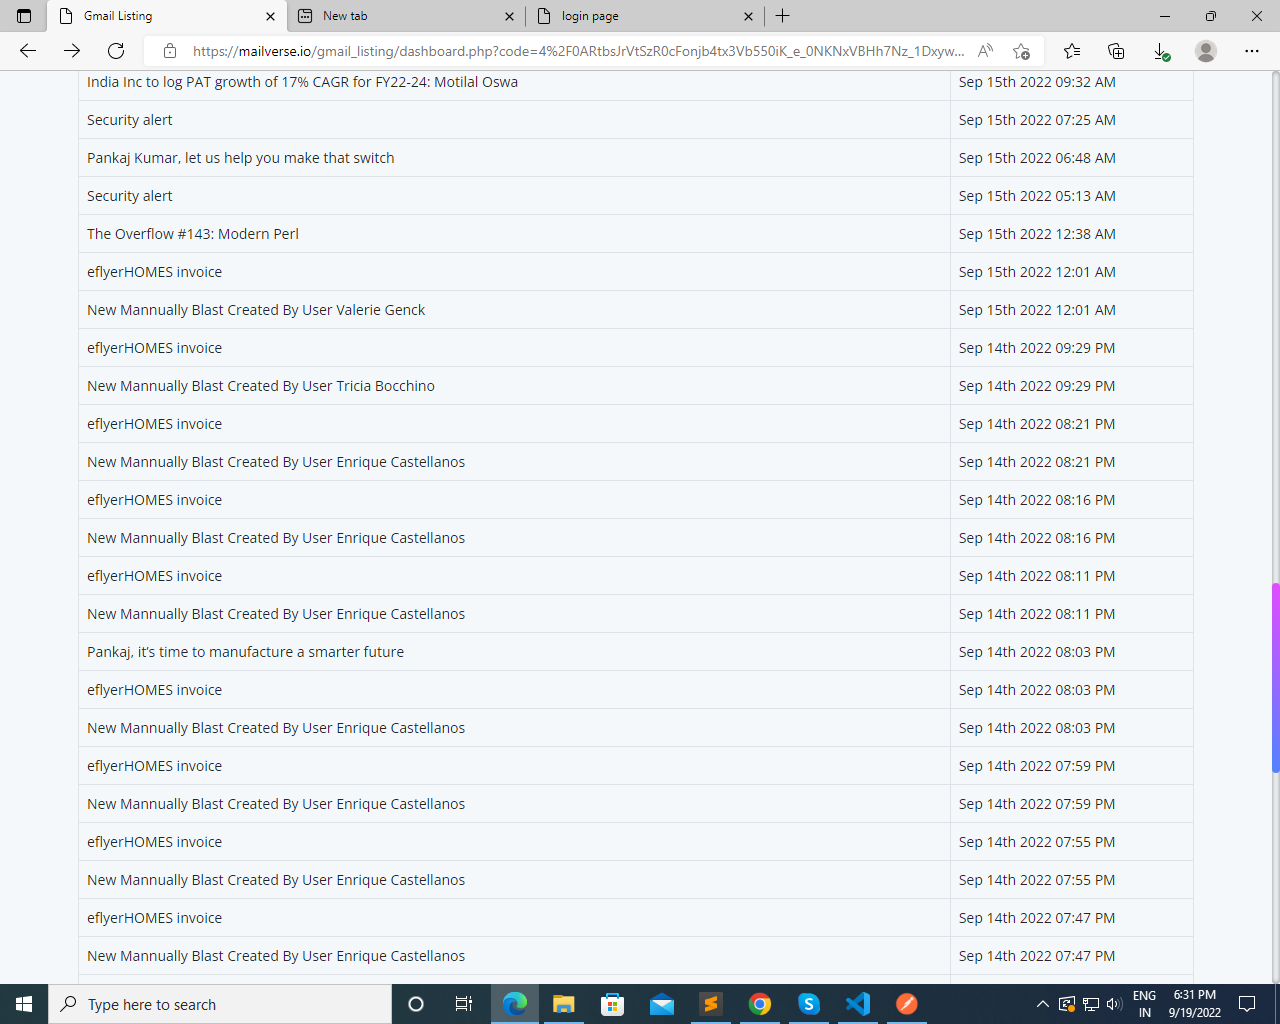 Gmail Listing
New tab
login page
https://mailverse.io/gmail_listing/dashboard.php?code=4%2F0ARtbsJrVtSzR0cFonjb4tx3Vb550iK_e_0NKNxVBHh7Nz_1Dxyw...
India Inc to log PAT growth of 17% CAGR for FY22-24: Motilal Oswa Sep 15th 2022 09:32 AM
Security alert Sep 15th 2022 07:25 AM
Pankaj Kumar, let us help you make that switch Sep 15th 2022 06:48 AM
Security alert Sep 15th 2022 05:13 AM
The Overflow #143: Modern Perl Sep 15th 2022 12:38 AM
eflyerHOMES invoice Sep 15th 2022 12:01 AM
New Mannually Blast Created By User Valerie Genck Sep 15th 2022 12:01 AM
eflyerHOMES invoice Sep 14th 2022 09:29 PM
New Mannually Blast Created By User Tricia Bocchino Sep 14th 2022 09:29 PM
eflyerHOMES invoice Sep 14th 2022 08:21 PM
New Mannually Blast Created By User Enrique Castellanos Sep 14th 2022 08:21 PM
eflyerHOMES invoice Sep 14th 2022 08:16 PM
New Mannually Blast Created By User Enrique Castellanos Sep 14th 2022 08:16 PM
eflyerHOMES invoice Sep 14th 2022 08:11 PM
New Mannually Blast Created By User Enrique Castellanos Sep 14th 2022 08:11 PM
Pankaj, it’s time to manufacture a smarter future Sep 14th 2022 08:03 PM
eflyerHOMES invoice Sep 14th 2022 08:03 PM
New Mannually Blast Created By User Enrique Castellanos Sep 14th 2022 08:03 PM
eflyerHOMES invoice Sep 14th 2022 07:59 PM
New Mannually Blast Created By User Enrique Castellanos Sep 14th 2022 07:59 PM
eflyerHOMES invoice Sep 14th 2022 07:55 PM
New Mannually Blast Created By User Enrique Castellanos Sep 14th 2022 07:55 PM
eflyerHOMES invoice Sep 14th 2022 07:47 PM
New Mannually Blast Created By User Enrique Castellanos Sep 14th 2022 07:47 PM
Type here to search
ENG
IN
6:31 PM
9/19/2022